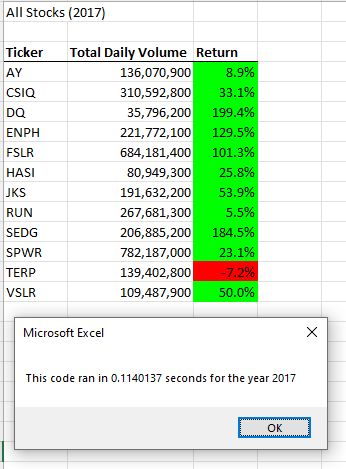 All Stocks (2017)
Ticker Total Daily Volume Return
AY 136,070,900 8.9%
CSIQ 310,592,800 33.1%
DQ 35,796,200 199.4%
ENPH 221,772,100 129.5%
FSLR 684,181,400 101.3%
HASI 80,949,300 25.8%
JKS 191,632,200 53.9%
RUN 267,681,300 5.5%
SEDG 206,885,200 184.5%
SPWR 782,187,000 23.1%
TERP 139,402,800 -7.2%
VSLR 109,487,900 50.0%
Microsoft Excel
This code ran in 0.1140137 seconds for the year 2017
OK